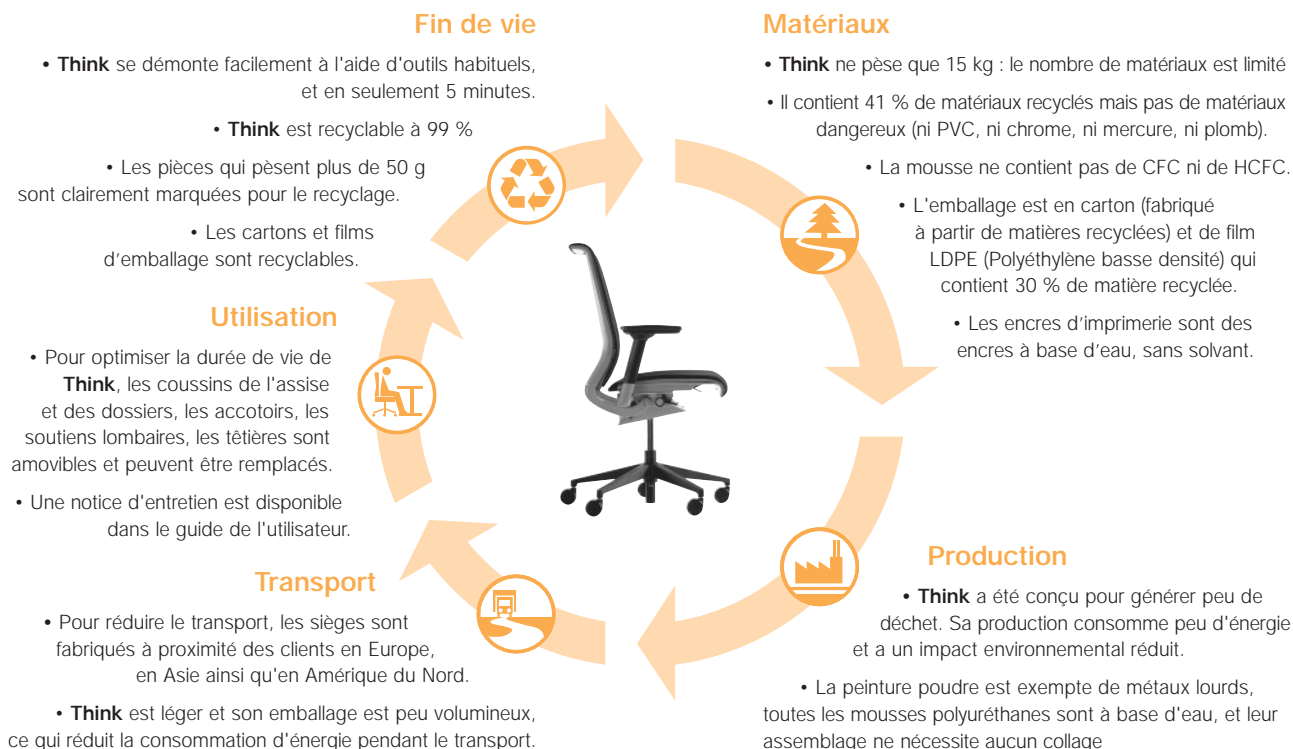 Fin de vie
• Think se démonte facilement à l'aide d'outils habituels,
et en seulement 5 minutes.
• Think est recyclable à 99 %
• Les pièces qui pèsent plus de 50 g
sont clairement marquées pour le recyclage.
• Les cartons et films
d’emballage sont recyclables.
Matériaux
• Think ne pèse que 15 kg : le nombre de matériaux est limité
• Il contient 41 % de matériaux recyclés mais pas de matériaux
dangereux (ni PVC, ni chrome, ni mercure, ni plomb).
• La mousse ne contient pas de CFC ni de HCFC.
• L'emballage est en carton (fabriqué
à partir de matières recyclées) et de film
LDPE (Polyéthylène basse densité) qui
contient 30 % de matière recyclée.
• Les encres d’imprimerie sont des
encres à base d’eau, sans solvant.
Utilisation
• Pour optimiser la durée de vie de
Think, les coussins de l'assise
et des dossiers, les accotoirs, les
soutiens lombaires, les têtières sont
amovibles et peuvent être remplacés.
• Une notice d'entretien est disponible
dans le guide de l'utilisateur.
Transport
• Pour réduire le transport, les sièges sont
fabriqués à proximité des clients en Europe,
en Asie ainsi qu'en Amérique du Nord.
• Think est léger et son emballage est peu volumineux,
ce qui réduit la consommation d'énergie pendant le transport.
Production
• Think a été conçu pour générer peu de
déchet. Sa production consomme peu d'énergie
et a un impact environnemental réduit.
• La peinture poudre est exempte de métaux lourds,
toutes les mousses polyuréthanes sont à base d'eau, et leur
assemblage ne nécessite aucun collage